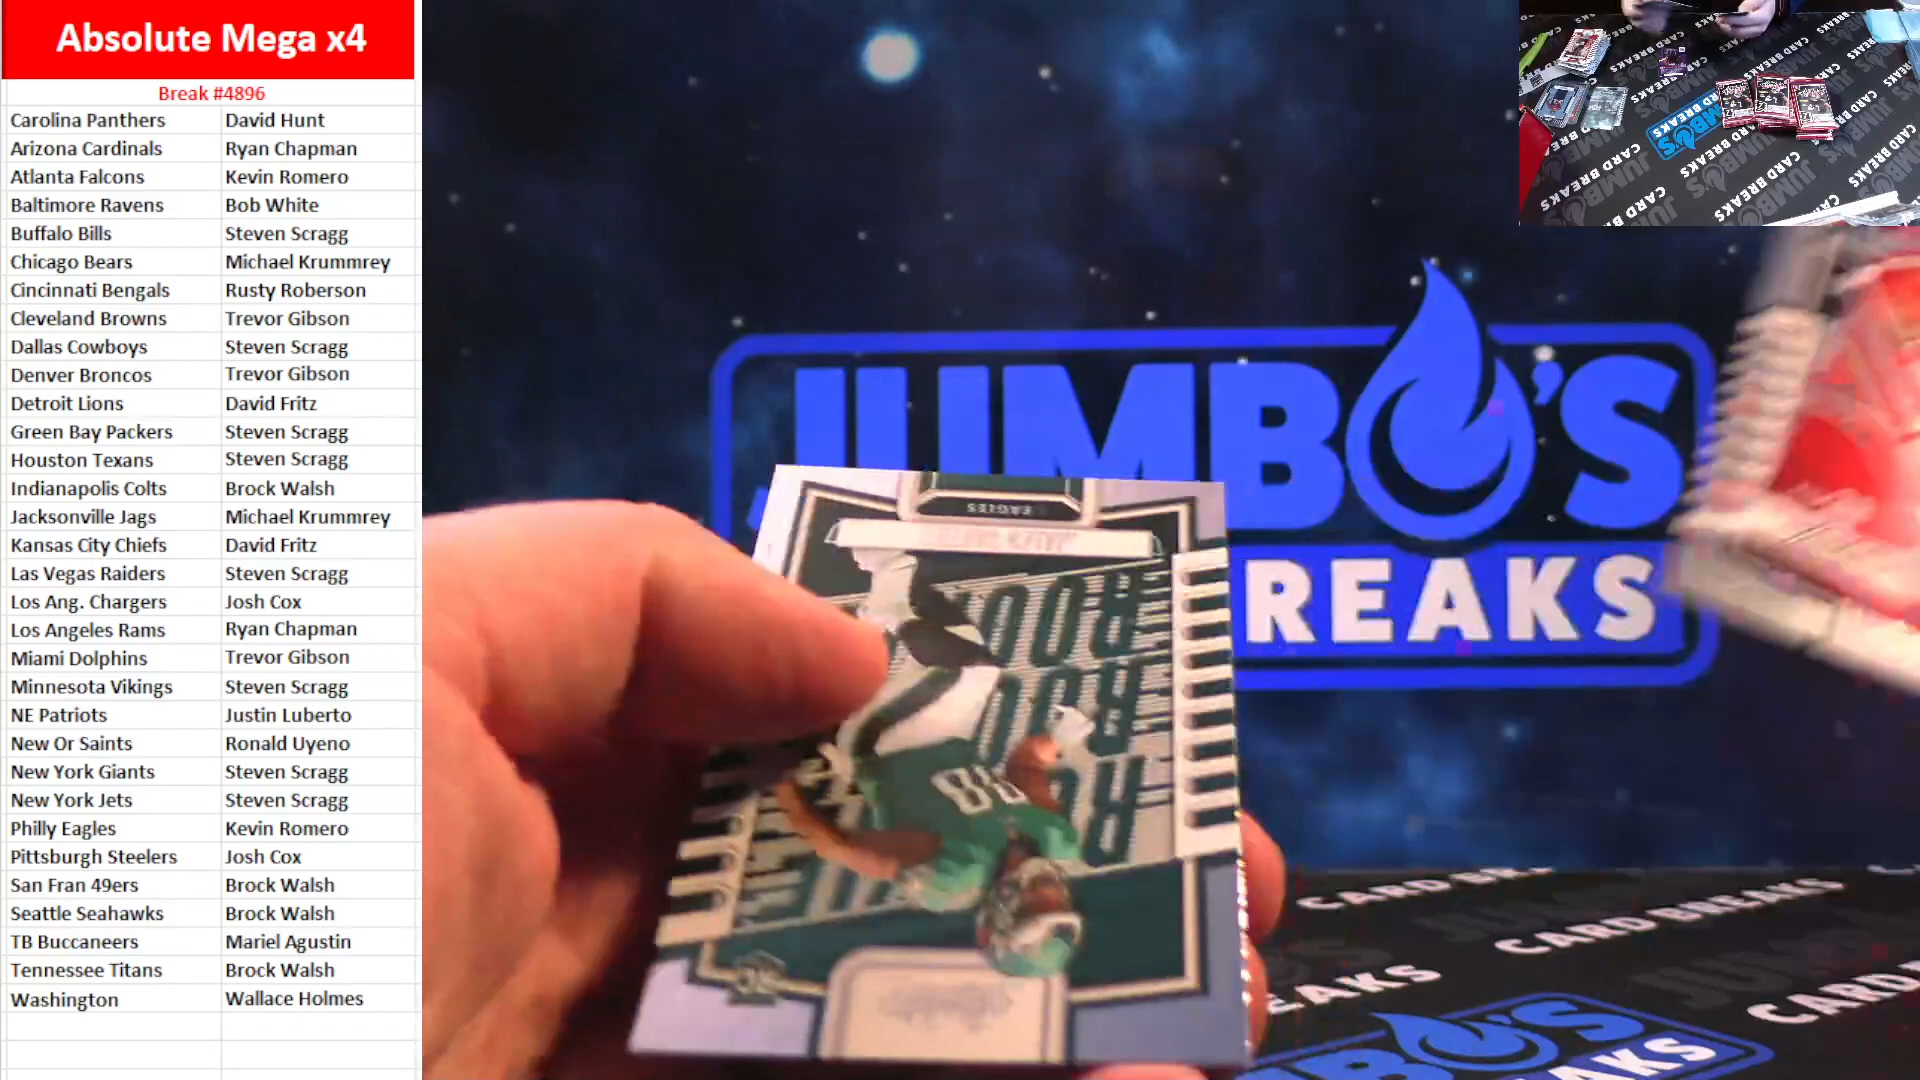 Absolute Mega x4
Break #4896
Carolina Panthers David Hunt
Arizona Cardinals Ryan Chapman
Atlanta Falcons Kevin Romero
Baltimore Ravens Bob White
Buffalo Bills Steven Scragg
Chicago Bears Michael Krummrey
Cincinnati Bengals Rusty Roberson
Cleveland Browns Trevor Gibson
Dallas Cowboys Steven Scragg
Denver Broncos Trevor Gibson
Detroit Lions David Fritz
Green Bay Packers Steven Scragg
Houston Texans Steven Scragg
Indianapolis Colts Brock Walsh
Jacksonville Jags Michael Krummrey
Kansas City Chiefs David Fritz
Las Vegas Raiders Steven Scragg
Los Ang. Chargers Josh Cox
Los Angeles Rams Ryan Chapman
Miami Dolphins Trevor Gibson
Minnesota Vikings Steven Scragg
NE Patriots Justin Luberto
New Or Saints Ronald Uyeno
New York Giants Steven Scragg
New York Jets Steven Scragg
Philly Eagles Kevin Romero
Pittsburgh Steelers Josh Cox
San Fran 49ers Brock Walsh
Seattle Seahawks Brock Walsh
TB Buccaneers Mariel Agustin
Tennessee Titans Brock Walsh
Washington Wallace Holmes
JUMBO'S
REAKS
EAGLES
CARD BREAKS
CARD BREAKS